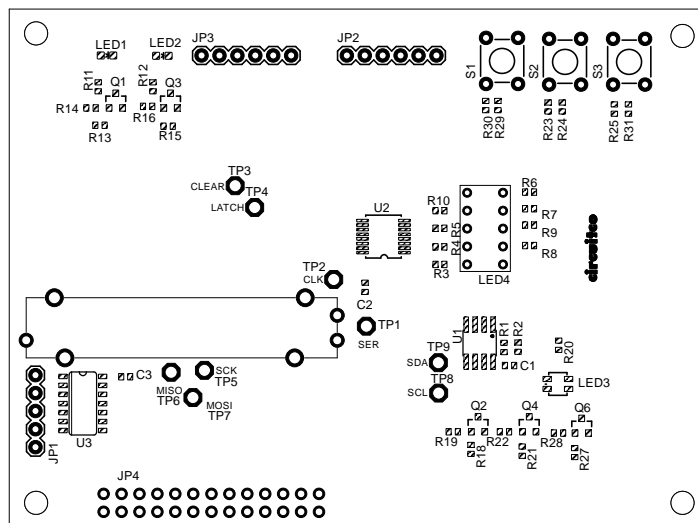 LED1
LED2
JP3
JP2
S1
S2
S3
R11
Q1
R12
Q3
R14
R16
R13
R15
R30
R29
R23
R24
R25
R31
TP3
CLEAR
TP4
LATCH
U2
R10
R5
R4
R3
R6
R7
R9
R8
LED4
TP2
CLK
C2
TP1
SER
U1
R1
R2
C1
TP9
SDA
TP8
SCL
R20
LED3
C3
SCK
TP5
MISO
TP6
MOSI
TP7
U3
JP1
Q2
Q4
Q6
R19
R18
R22
R21
R28
R27
JP4